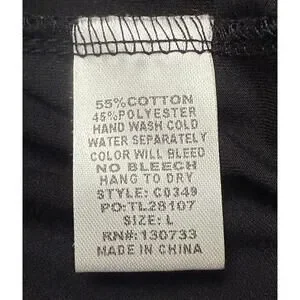 55%COTTON
45%POLYESTER
HAND WASH COLD
WATER SEPARATELY
COLOR WILL BLEED
NO BLEECH
HANG TO DRY
STYLE: C0349
PO:TL28107
SIZE: L
RN#: 130733
MADE IN CHINA